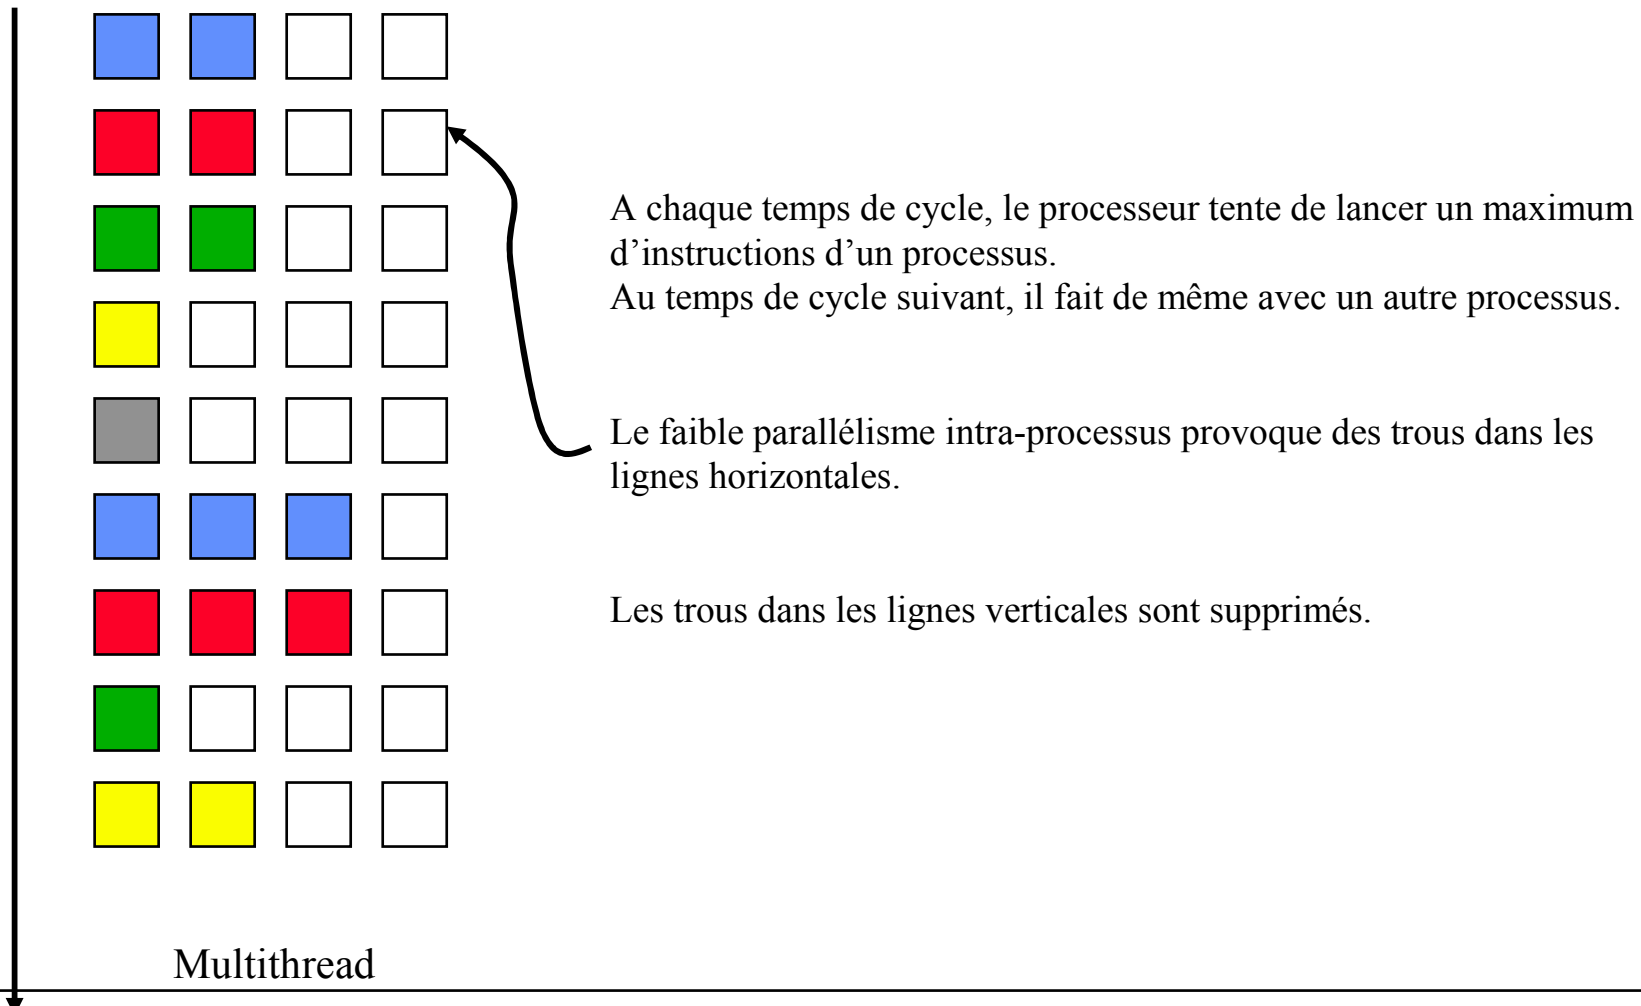 A chaque temps de cycle, le processeur tente de lancer un maximum
d’instructions d’un processus.
Au temps de cycle suivant, il fait de même avec un autre processus.
Le faible parallélisme intra-processus provoque des trous dans les
lignes horizontales.
Les trous dans les lignes verticales sont supprimés.
Multithread